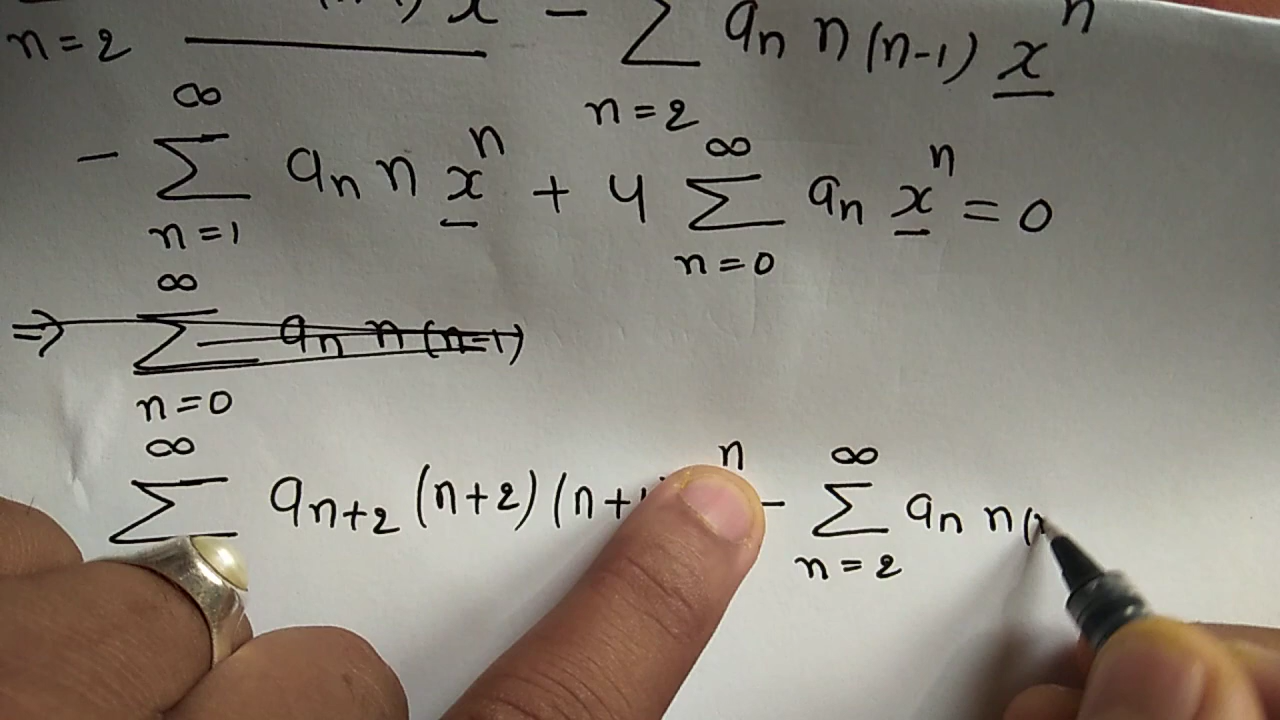 n=2 x − ∑ aₙ n(n-1) xⁿ
n=2
∞ ∞
− ∑ aₙ n xⁿ + 4 ∑ aₙ xⁿ = 0
n=1 n=0
∞
⇒ ∑ aₙ n(n-1)
n=0
∞ ∞
∑ aₙ₊₂ (n+2)(n+ ⁿ − ∑ aₙ n(
n=2